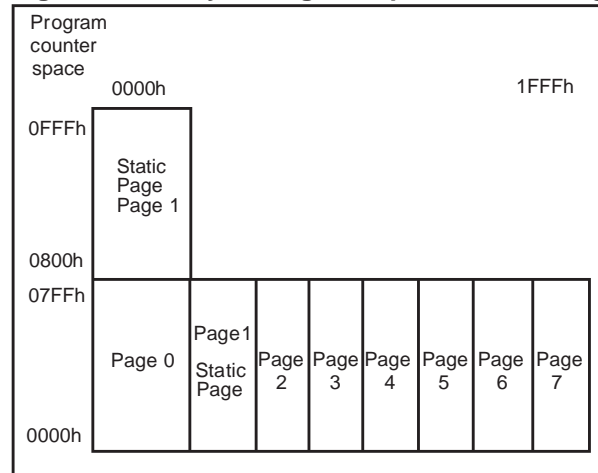 Program
counter
space
0000h
1FFFh
0FFFh
Static
Page
Page 1
0800h
07FFh
Page 0
Page1
Static
Page
Page
2
Page
3
Page
4
Page
5
Page
6
Page
7
0000h